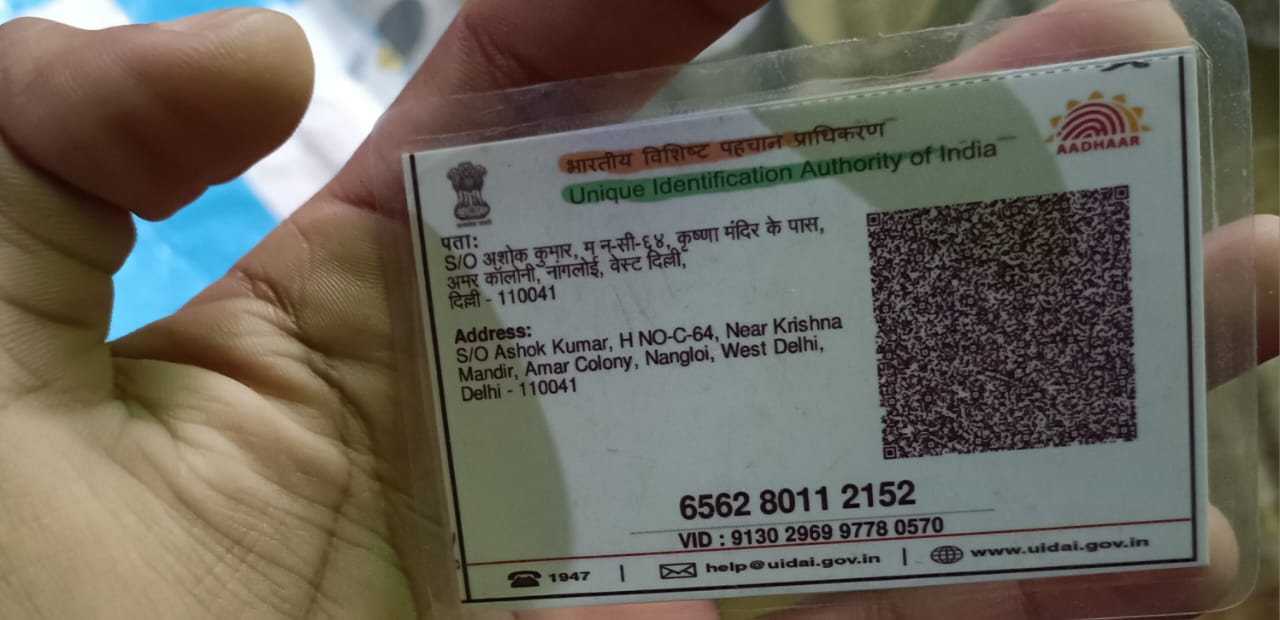 भारतीय विशिष्ट पहचान प्राधिकरण
Unique Identification Authority of India
AADHAAR
पता:
S/O अशोक कुमार, म न-सी-६४, कृष्णा मंदिर के पास,
अमर कॉलोनी, नागलोई, वेस्ट दिल्ली,
दिल्ली - 110041
Address:
S/O Ashok Kumar, H NO-C-64, Near Krishna
Mandir, Amar Colony, Nangloi, West Delhi,
Delhi - 110041
6562 8011 2152
VID : 9130 2969 9778 0570
1947 | help@uidai.gov.in | www.uidai.gov.in